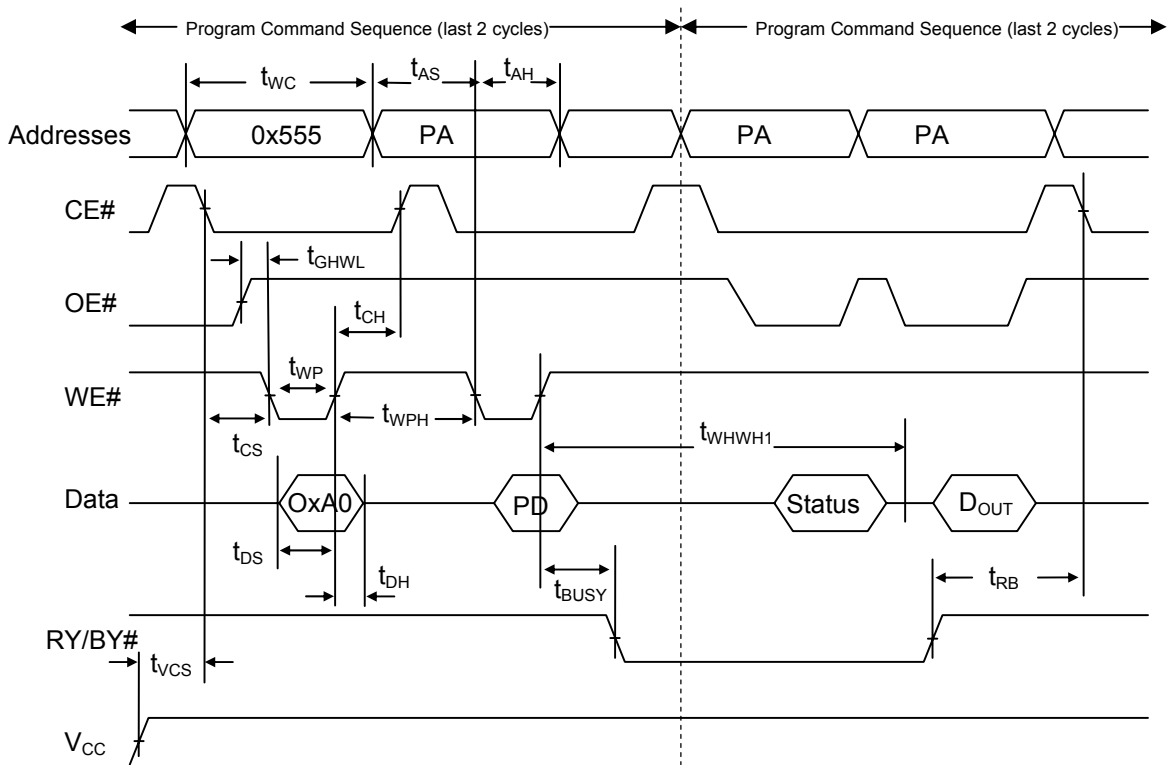 Program Command Sequence (last 2 cycles) Program Command Sequence (last 2 cycles)
tWC tAS tAH
Addresses 0x555 PA PA PA
CE#
tGHWL
OE#
tCH
tWP
WE#
tWPH
tCS tWHWH1
Data OxA0 PD Status DOUT
tDS tDH tBUSY tRB
RY/BY#
tVCS
VCC